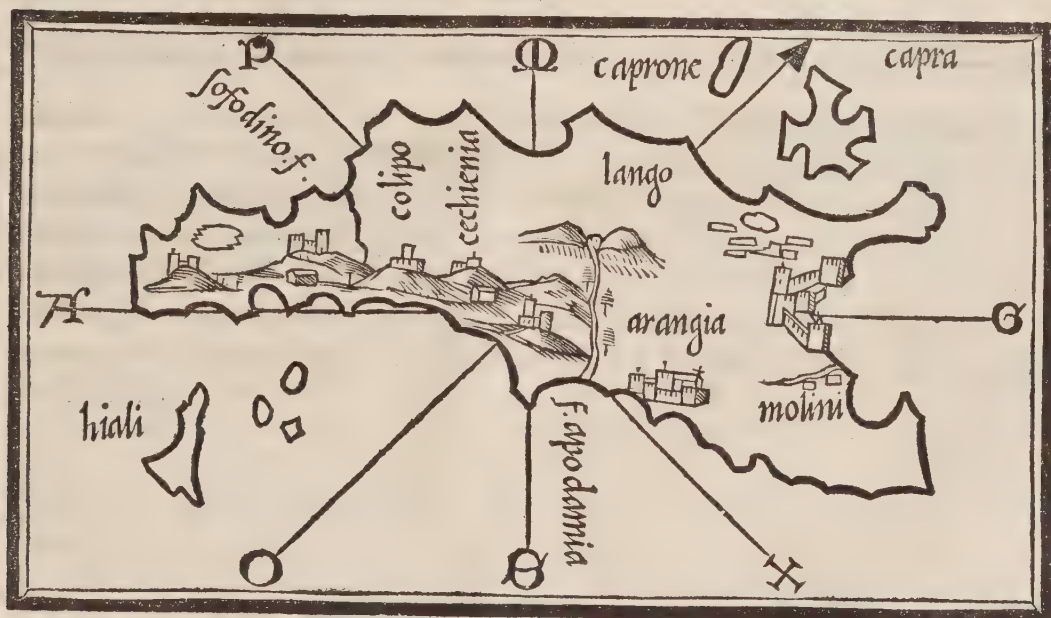 caprone
capra
sofodino.f.
colipo
cechienia
lango
arangia
molini
hiali
f.apodamia